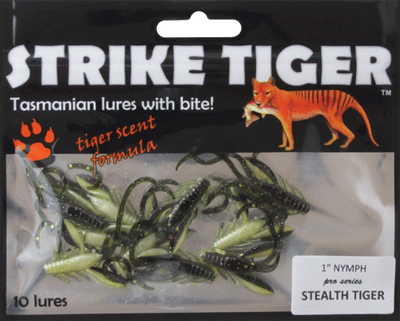 STRIKE TIGER
TM
Tasmanian lures with bite!
tiger scent
formula
10 lures
1" NYMPH
pro series
STEALTH TIGER